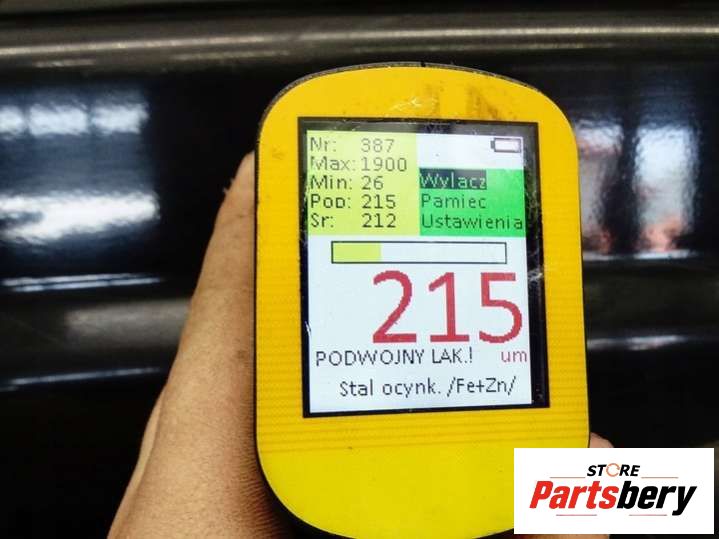 Nr: 387
Max: 1900
Min: 26
Pop: 215
Sr: 212
Wylacz
Pamiec
Ustawienia
215
PODWOJNY LAK.! um
Stal ocynk. /Fe+Zn/
STORE
Partsbery